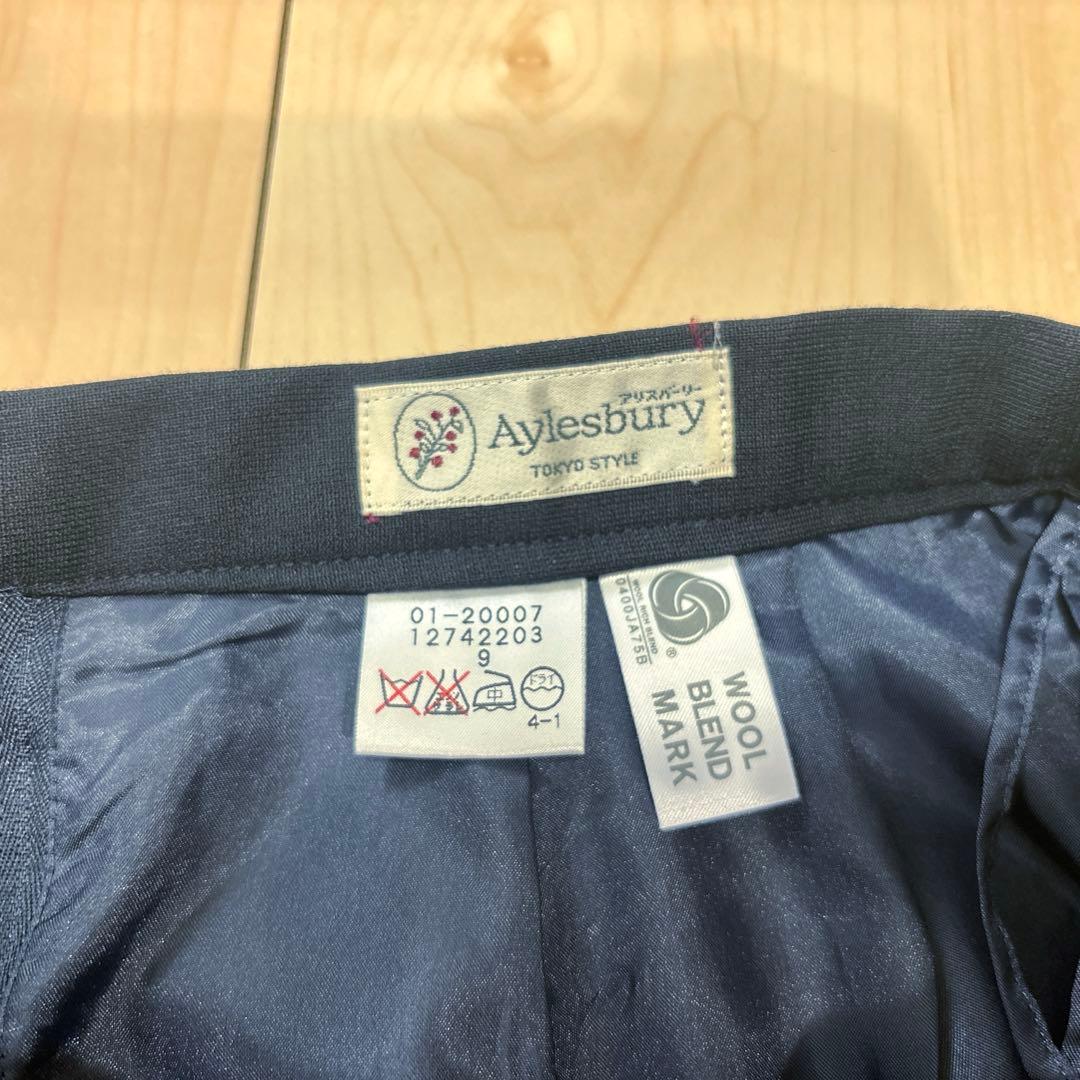 アリスバーリー
Aylesbury
TOKYO STYLE
01-20007
12742203
9
中
ドライ
4-1
WOOL RICH BLEND
0400JA75B
®
WOOL
BLEND
MARK